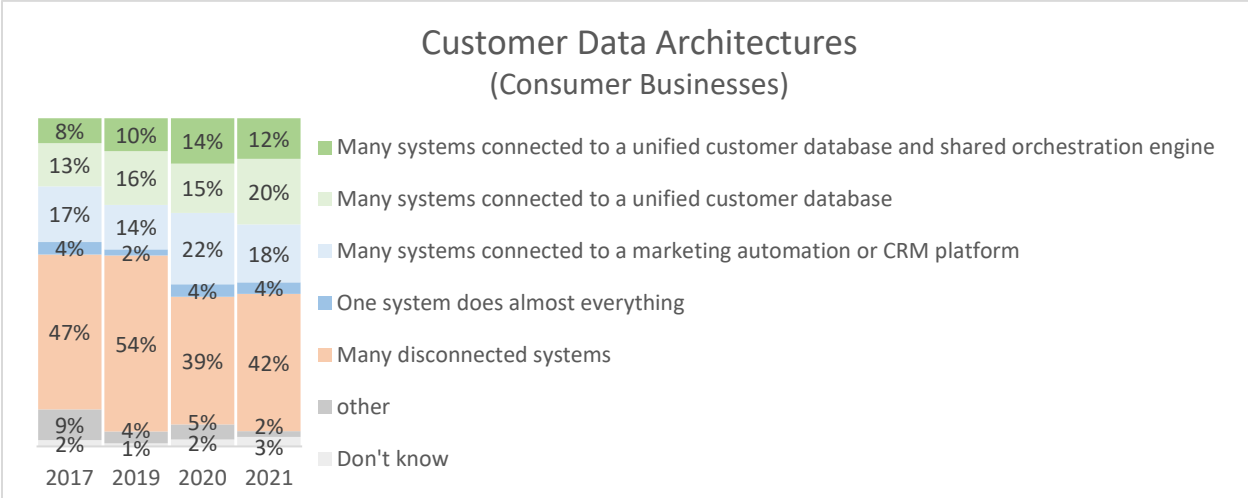 Customer Data Architectures
(Consumer Businesses)
8% 10% 14% 12%
13% 16% 15% 20%
17% 14% 22% 18%
4% 2% 4% 4%
47% 54% 39% 42%
9% 4% 5% 2%
2% 1% 2% 3%
2017 2019 2020 2021
Many systems connected to a unified customer database and shared orchestration engine
Many systems connected to a unified customer database
Many systems connected to a marketing automation or CRM platform
One system does almost everything
Many disconnected systems
other
Don't know